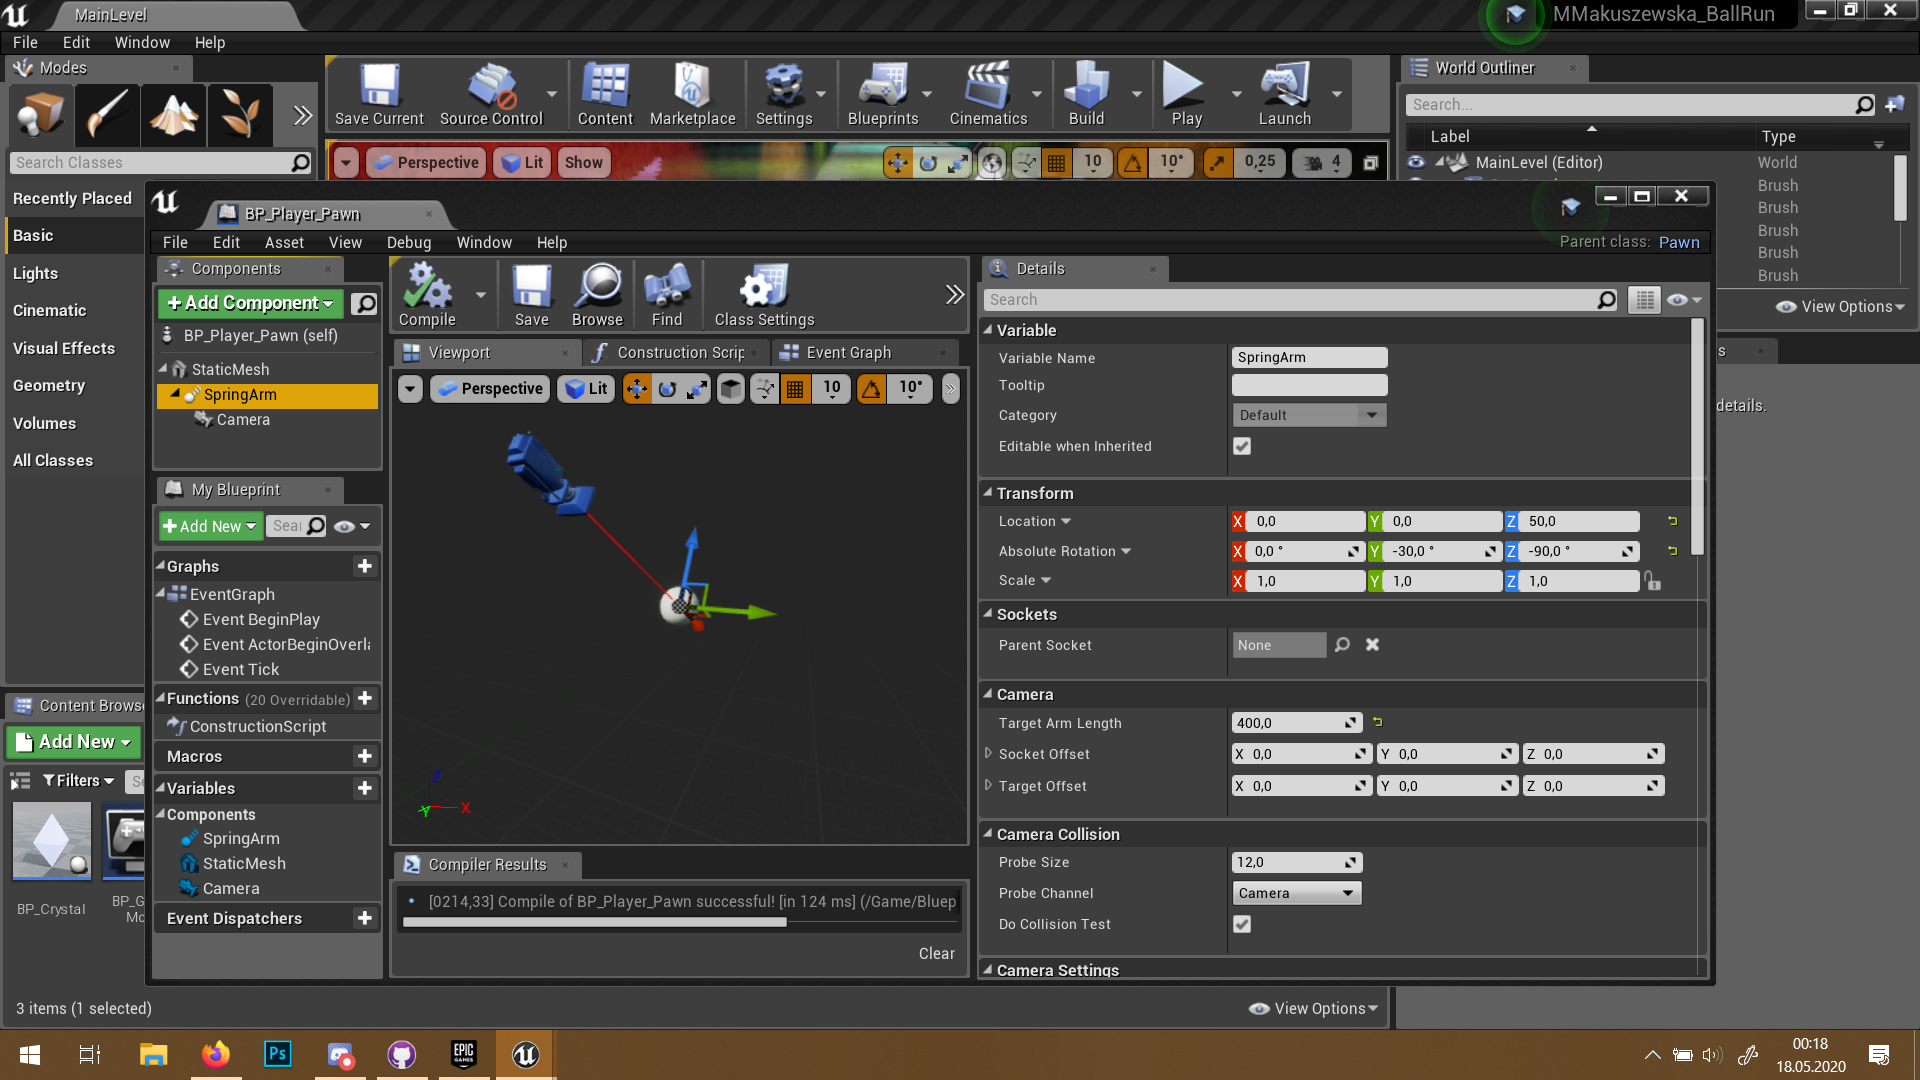 MainLevel
MMakuszewska_BallRun
File Edit Window Help
Modes
World Outliner
Save Current Source Control Content Marketplace Settings Blueprints Cinematics Build Play Launch
Search...
Label Type
Search Classes
Perspective Lit Show 10 10° 0,25 4
MainLevel (Editor) World
Brush
Brush
Brush
Brush
Brush
View Options
Recently Placed
Basic
Lights
Cinematic
Visual Effects
Geometry
Volumes
All Classes
details.
BP_Player_Pawn
File Edit Asset View Debug Window Help
Parent class: Pawn
Components
+Add Component
BP_Player_Pawn (self)
StaticMesh
SpringArm
Camera
My Blueprint
+Add New Sea
Graphs
EventGraph
Event BeginPlay
Event ActorBeginOverla
Event Tick
Functions (20 Overridable)
ConstructionScript
Macros
Variables
Components
SpringArm
StaticMesh
Camera
Event Dispatchers
Compile Save Browse Find Class Settings
Viewport Construction Scrip Event Graph
Perspective Lit 10 10°
Z
X
Y
Compiler Results
[0214,33] Compile of BP_Player_Pawn successful! [in 124 ms] (/Game/Bluep
Clear
Details
Search
Variable
Variable Name SpringArm
Tooltip
Category Default
Editable when Inherited
Transform
Location X 0,0 Y 0,0 Z 50,0
Absolute Rotation X 0,0 ° Y -30,0 ° Z -90,0 °
Scale X 1,0 Y 1,0 Z 1,0
Sockets
Parent Socket None
Camera
Target Arm Length 400,0
Socket Offset X 0,0 Y 0,0 Z 0,0
Target Offset X 0,0 Y 0,0 Z 0,0
Camera Collision
Probe Size 12,0
Probe Channel Camera
Do Collision Test
Camera Settings
Content Browse
Add New
Filters Se
BP_Crystal
BP_G
Mo
3 items (1 selected)
View Options
Ps
EPIC
GAMES
00:18
18.05.2020